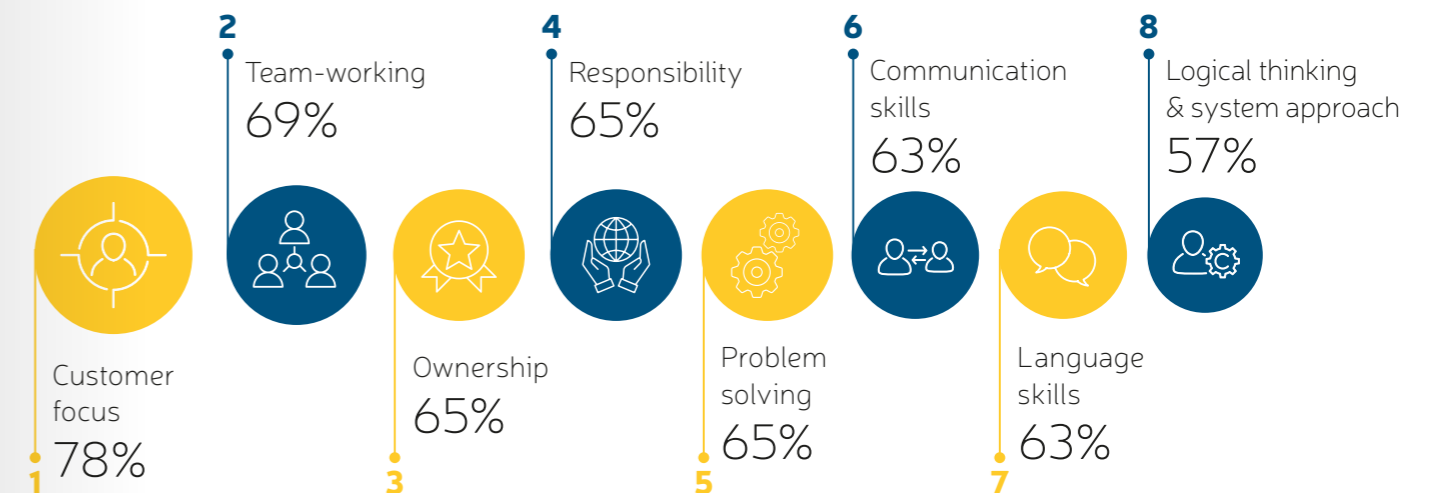 1
Customer
focus
78%
2
Team-working
69%
3
Ownership
65%
4
Responsibility
65%
5
Problem
solving
65%
6
Communication
skills
63%
7
Language
skills
63%
8
Logical thinking
& system approach
57%
C